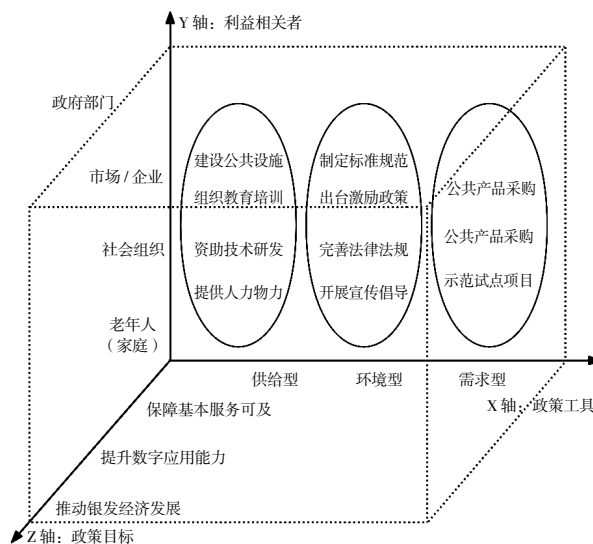 Y 轴：利益相关者
政府部门
市场 / 企业
社会组织
老年人
（家庭）
建设公共设施
组织教育培训
资助技术研发
提供人力物力
制定标准规范
出台激励政策
完善法律法规
开展宣传倡导
公共产品采购
公共产品采购
示范试点项目
供给型
环境型
需求型
X 轴：政策工具
保障基本服务可及
提升数字应用能力
推动银发经济发展
Z 轴：政策目标